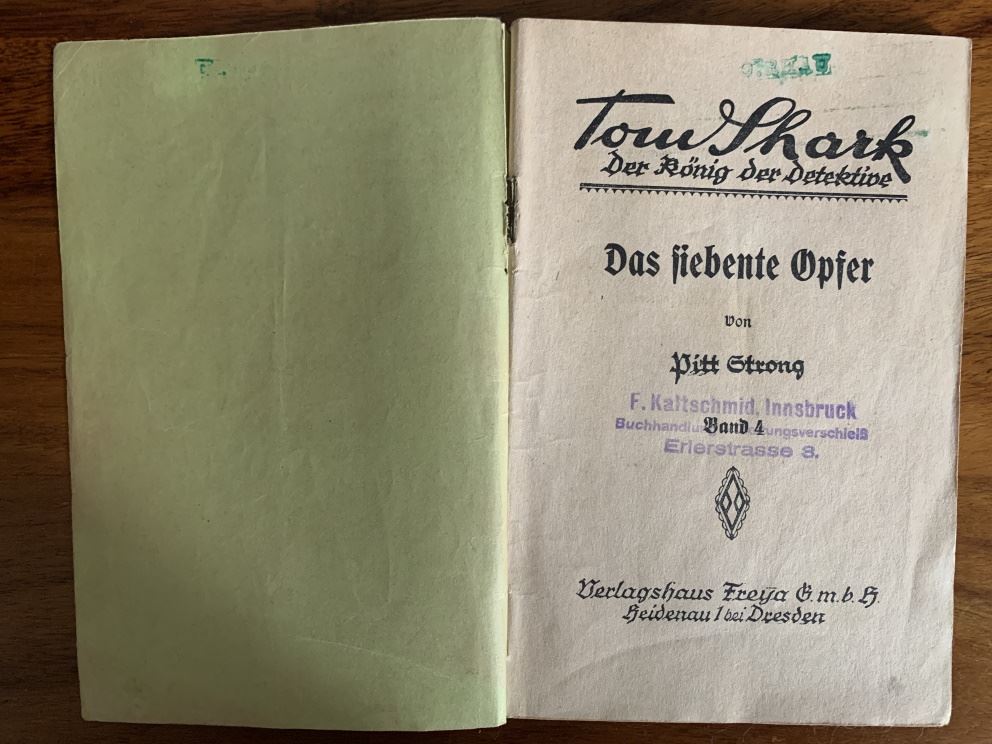 Tom Shark
Der König der Detektive
Das siebente Opfer
von
Pitt Strong
F. Kaltschmid, Innsbruck
Band 4
Erlerstrasse 8.
Verlagshaus Freya G.m.b.H.
Heidenau 1 bei Dresden